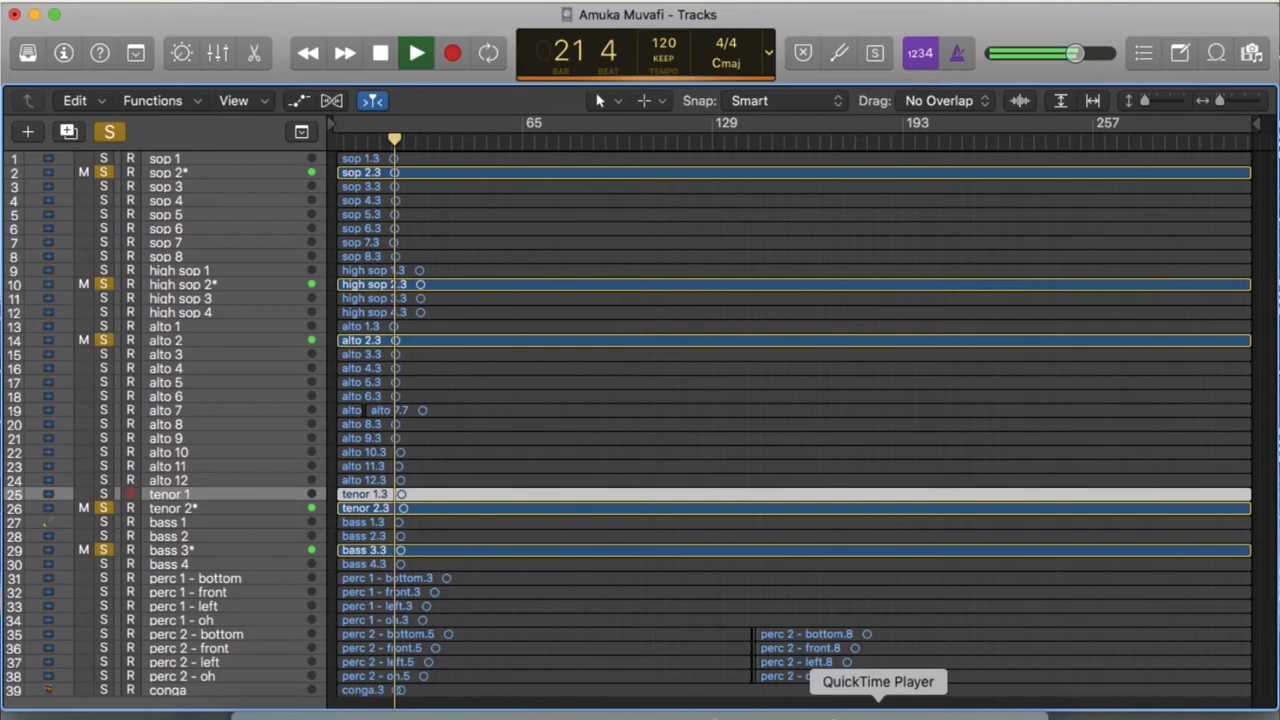 Amuka Muvafi - Tracks
21 4 120 4/4
KEEP Cmaj
BAR BEAT TEMPO
S 1234
Edit Functions View Snap: Smart Drag: No Overlap
S 65 129 193 257
1 S R sop 1 sop 1.3
2 M S R sop 2* sop 2.3
3 S R sop 3 sop 3.3
4 S R sop 4 sop 4.3
5 S R sop 5 sop 5.3
6 S R sop 6 sop 6.3
7 S R sop 7 sop 7.3
8 S R sop 8 sop 8.3
9 S R high sop 1 high sop 1.3
10 M S R high sop 2* high sop 2.3
11 S R high sop 3 high sop 3.3
12 S R high sop 4 high sop 4.3
13 S R alto 1 alto 1.3
14 M S R alto 2 alto 2.3
15 S R alto 3 alto 3.3
16 S R alto 4 alto 4.3
17 S R alto 5 alto 5.3
18 S R alto 6 alto 6.3
19 S R alto 7 alto alto 7.7
20 S R alto 8 alto 8.3
21 S R alto 9 alto 9.3
22 S R alto 10 alto 10.3
23 S R alto 11 alto 11.3
24 S R alto 12 alto 12.3
25 S R tenor 1 tenor 1.3
26 M S R tenor 2* tenor 2.3
27 S R bass 1 bass 1.3
28 S R bass 2 bass 2.3
29 M S R bass 3* bass 3.3
30 S R bass 4 bass 4.3
31 S R perc 1 - bottom perc 1 - bottom.3
32 S R perc 1 - front perc 1 - front.3
33 S R perc 1 - left perc 1 - left.3
34 S R perc 1 - oh perc 1 - oh.3
35 S R perc 2 - bottom perc 2 - bottom.5 perc 2 - bottom.8
36 S R perc 2 - front perc 2 - front.5 perc 2 - front.8
37 S R perc 2 - left perc 2 - left.5 perc 2 - left.8
38 S R perc 2 - oh perc 2 - oh.5 perc 2 -
39 S R conga conga.3
QuickTime Player